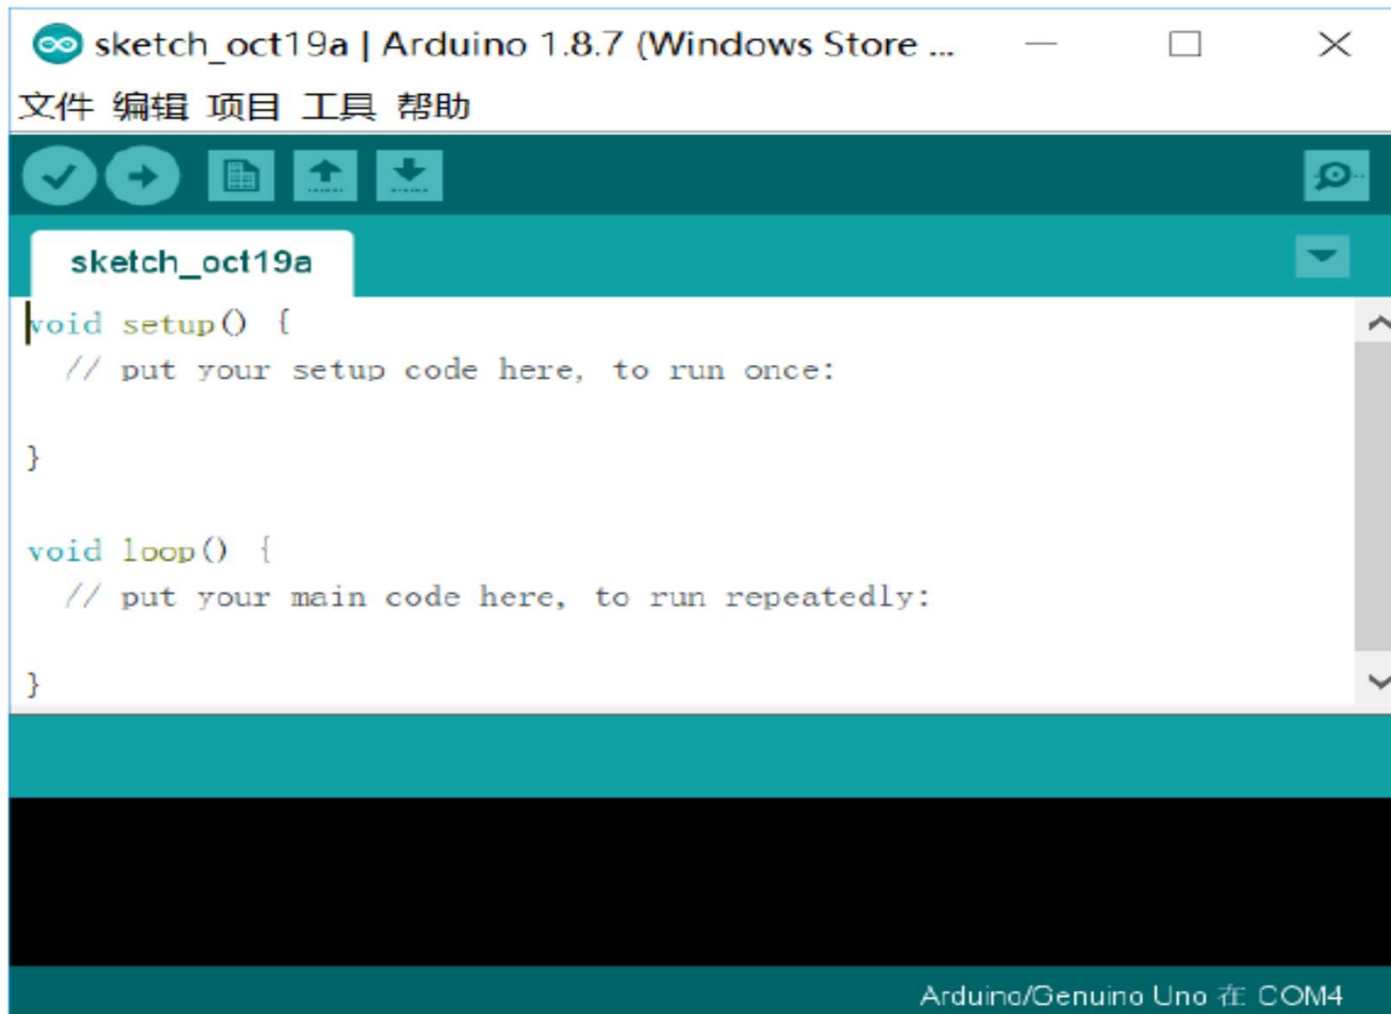 sketch_oct19a | Arduino 1.8.7 (Windows Store ...
文件 编辑 项目 工具 帮助
sketch_oct19a
void setup() {
  // put your setup code here, to run once:
}
void loop() {
  // put your main code here, to run repeatedly:
}
Arduino/Genuino Uno 在 COM4